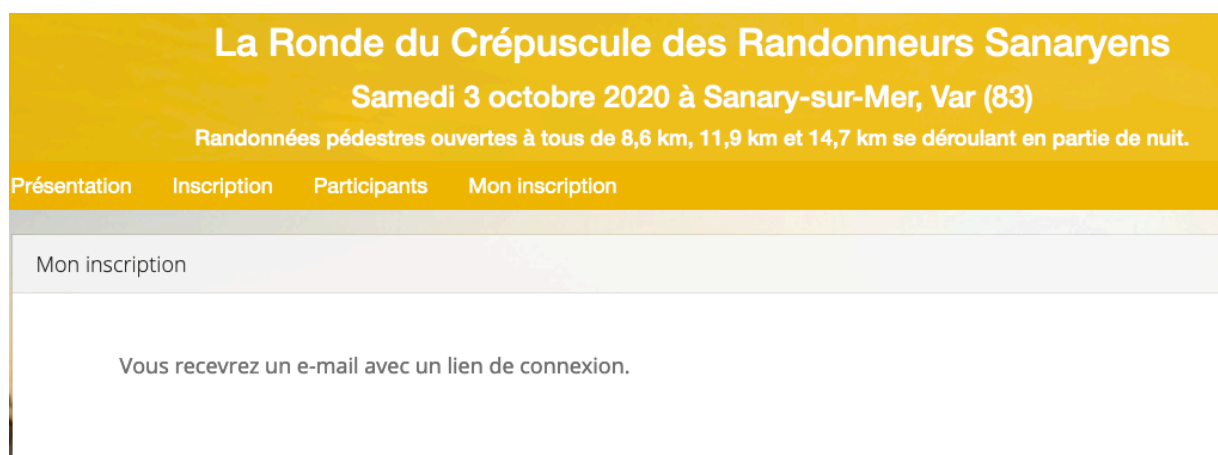 La Ronde du Crépuscule des Randonneurs Sanaryens
Samedi 3 octobre 2020 à Sanary-sur-Mer, Var (83)
Randonnées pédestres ouvertes à tous de 8,6 km, 11,9 km et 14,7 km se déroulant en partie de nuit.
Présentation Inscription Participants Mon inscription
Mon inscription
Vous recevrez un e-mail avec un lien de connexion.